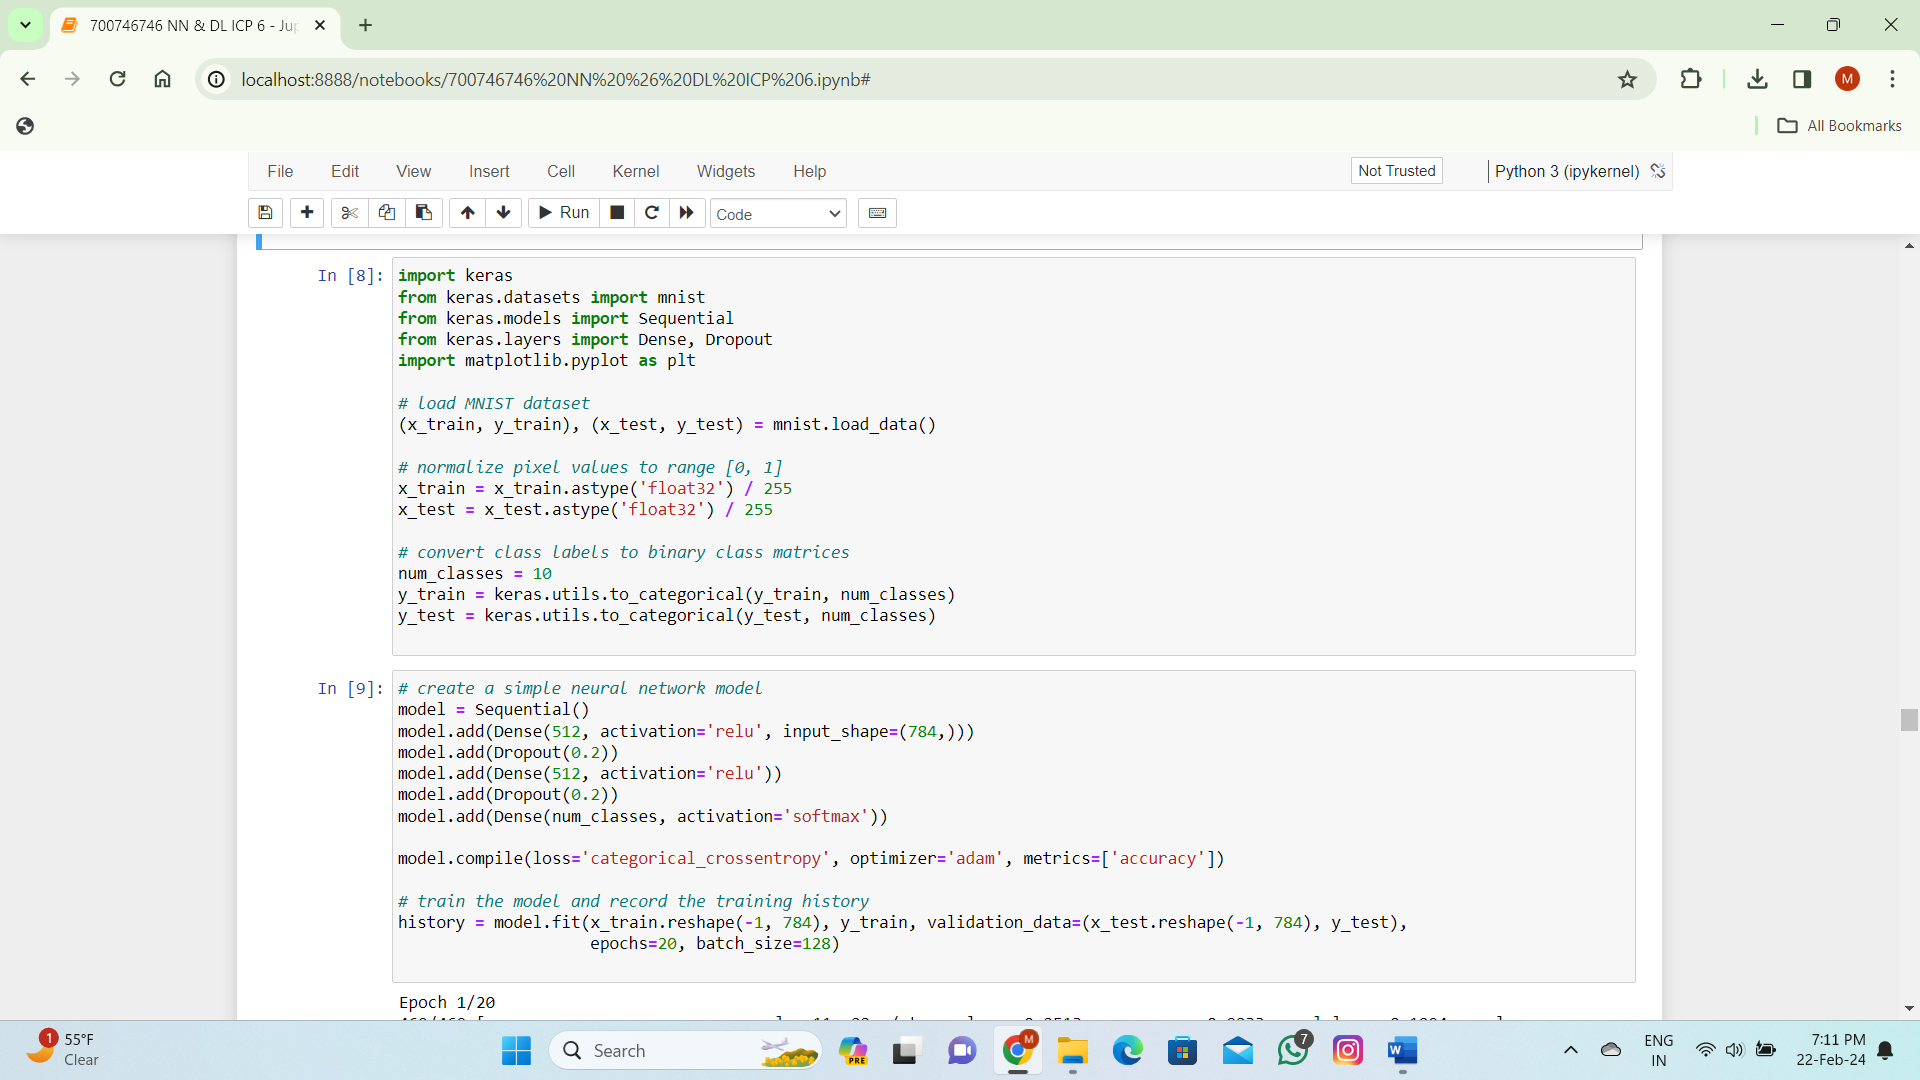 700746746 NN & DL ICP 6 - Jup
localhost:8888/notebooks/700746746%20NN%20%26%20DL%20ICP%206.ipynb#
M
All Bookmarks
File Edit View Insert Cell Kernel Widgets Help
Not Trusted
Python 3 (ipykernel)
Run
Code
In [8]:
import keras
from keras.datasets import mnist
from keras.models import Sequential
from keras.layers import Dense, Dropout
import matplotlib.pyplot as plt
# load MNIST dataset
(x_train, y_train), (x_test, y_test) = mnist.load_data()
# normalize pixel values to range [0, 1]
x_train = x_train.astype('float32') / 255
x_test = x_test.astype('float32') / 255
# convert class labels to binary class matrices
num_classes = 10
y_train = keras.utils.to_categorical(y_train, num_classes)
y_test = keras.utils.to_categorical(y_test, num_classes)
In [9]:
# create a simple neural network model
model = Sequential()
model.add(Dense(512, activation='relu', input_shape=(784,)))
model.add(Dropout(0.2))
model.add(Dense(512, activation='relu'))
model.add(Dropout(0.2))
model.add(Dense(num_classes, activation='softmax'))
model.compile(loss='categorical_crossentropy', optimizer='adam', metrics=['accuracy'])
# train the model and record the training history
history = model.fit(x_train.reshape(-1, 784), y_train, validation_data=(x_test.reshape(-1, 784), y_test),
epochs=20, batch_size=128)
Epoch 1/20
1
55°F
Clear
Search
PRE
M
7
W
ENG
IN
7:11 PM
22-Feb-24